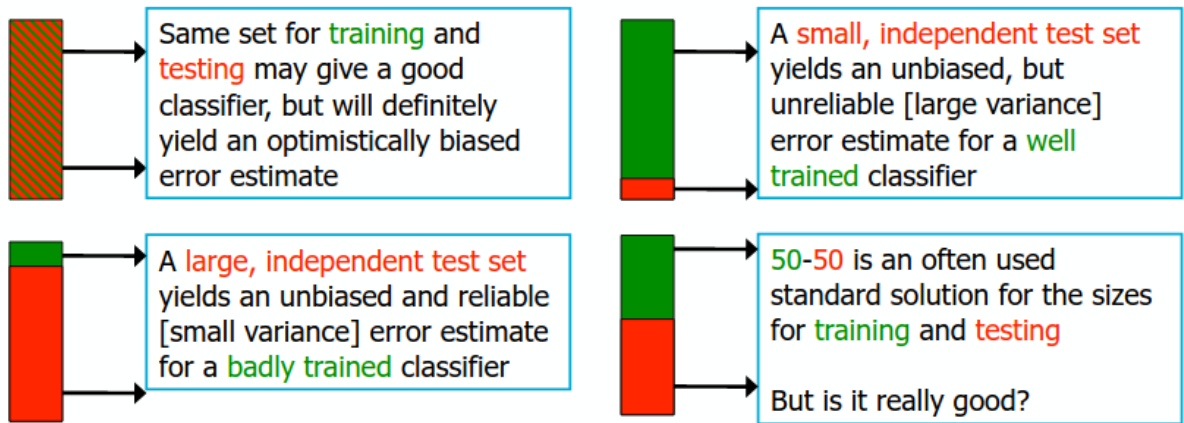 Same set for training and
testing may give a good
classifier, but will definitely
yield an optimistically biased
error estimate
A small, independent test set
yields an unbiased, but
unreliable [large variance]
error estimate for a well
trained classifier
A large, independent test set
yields an unbiased and reliable
[small variance] error estimate
for a badly trained classifier
50-50 is an often used
standard solution for the sizes
for training and testing
But is it really good?